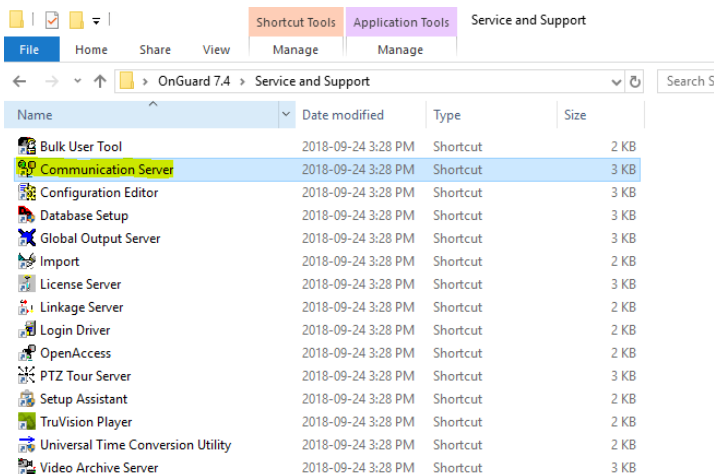 Shortcut Tools Application Tools Service and Support
File Home Share View Manage Manage
OnGuard 7.4 Service and Support Search S
Name Date modified Type Size
Bulk User Tool 2018-09-24 3:28 PM Shortcut 2 KB
Communication Server 2018-09-24 3:28 PM Shortcut 3 KB
Configuration Editor 2018-09-24 3:28 PM Shortcut 3 KB
Database Setup 2018-09-24 3:28 PM Shortcut 3 KB
Global Output Server 2018-09-24 3:28 PM Shortcut 3 KB
Import 2018-09-24 3:28 PM Shortcut 2 KB
License Server 2018-09-24 3:28 PM Shortcut 3 KB
Linkage Server 2018-09-24 3:28 PM Shortcut 2 KB
Login Driver 2018-09-24 3:28 PM Shortcut 2 KB
OpenAccess 2018-09-24 3:28 PM Shortcut 2 KB
PTZ Tour Server 2018-09-24 3:28 PM Shortcut 3 KB
Setup Assistant 2018-09-24 3:28 PM Shortcut 2 KB
TruVision Player 2018-09-24 3:28 PM Shortcut 2 KB
Universal Time Conversion Utility 2018-09-24 3:28 PM Shortcut 2 KB
Video Archive Server 2018-09-24 3:28 PM Shortcut 3 KB